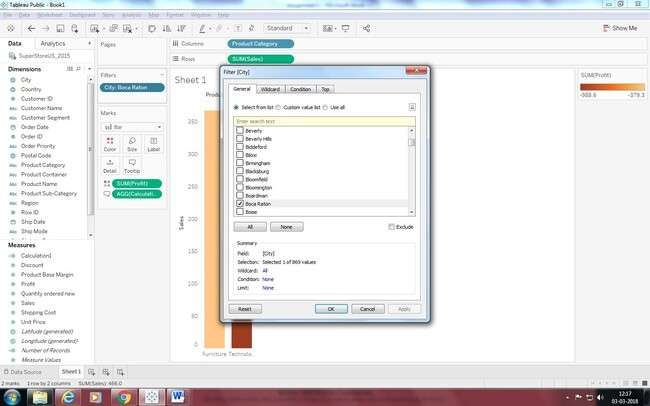 Tableau Public - Book1
File Data Worksheet Dashboard Story Analysis Map Format Window Help
Standard
Show Me
Data Analytics
Pages
Columns Product Category
SuperStoreUS_2015
Rows SUM(Sales)
Dimensions
City
Country
Customer ID
Customer Name
Customer Segment
Order Date
Order ID
Order Priority
Postal Code
Product Category
Product Container
Product Name
Product Sub-Category
Region
Row ID
Ship Date
Ship Mode
Measures
Calculation1
Discount
Product Base Margin
Profit
Quantity ordered new
Sales
Shipping Cost
Unit Price
Latitude (generated)
Longitude (generated)
Number of Records
Measure Values
Filters
City: Boca Raton
Marks
Bar
Color Size Label
Detail Tooltip
SUM(Profit)
AGG(Calculati..
Sheet 1
Produ
Sales
350
300
250
200
150
100
50
0
Furniture Technolo..
Filter [City]
General Wildcard Condition Top
Select from list Custom value list Use all
Enter search text
Beverly
Beverly Hills
Biddeford
Biloxi
Birmingham
Blacksburg
Bloomfield
Bloomington
Boardman
Boca Raton
Boise
All None Exclude
Summary
Field: [City]
Selection: Selected 1 of 869 values
Wildcard: All
Condition: None
Limit: None
Reset OK Cancel Apply
SUM(Profit)
-988.6 -379.3
Data Source Sheet 1
2 marks 1 row by 2 columns SUM(Sales): 466.0
12:17
03-03-2018